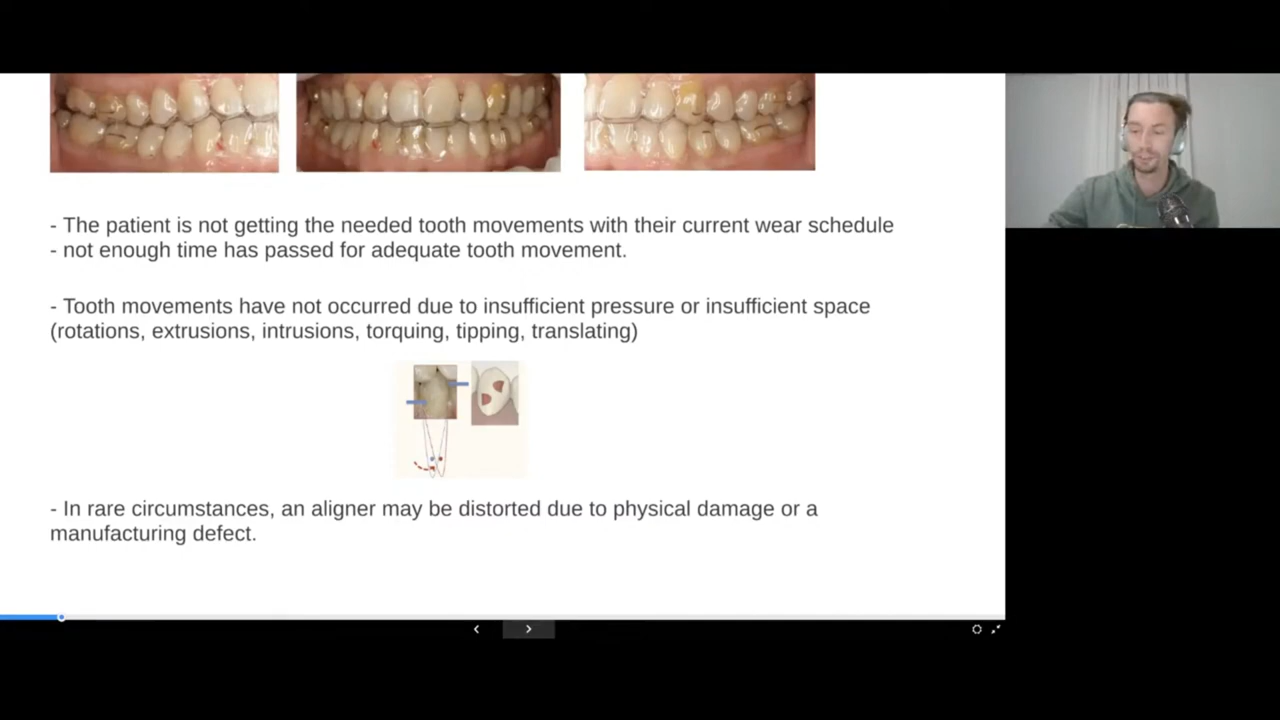 - The patient is not getting the needed tooth movements with their current wear schedule
- not enough time has passed for adequate tooth movement.
- Tooth movements have not occurred due to insufficient pressure or insufficient space
(rotations, extrusions, intrusions, torquing, tipping, translating)
- In rare circumstances, an aligner may be distorted due to physical damage or a
manufacturing defect.